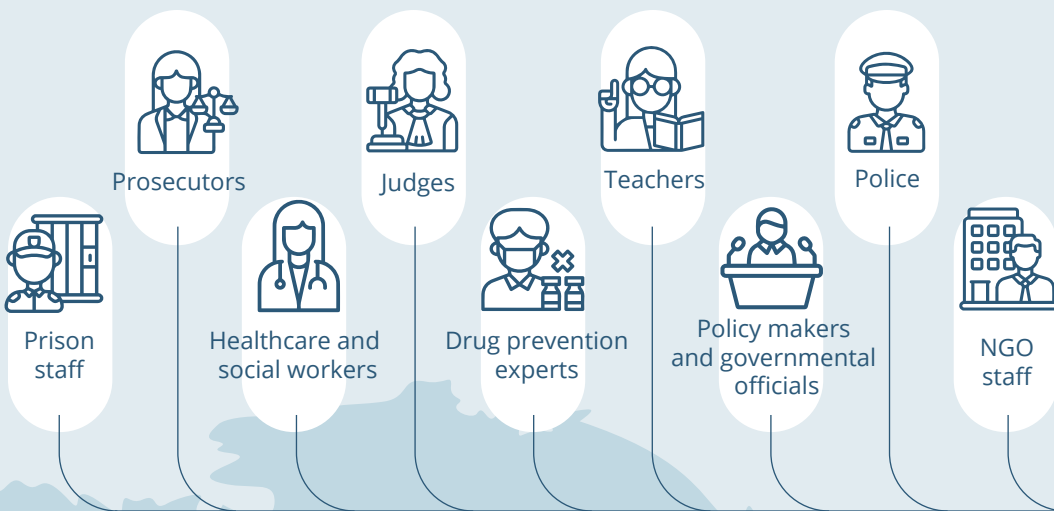 Prosecutors
Judges
Teachers
Police
Prison
staff
Healthcare and
social workers
Drug prevention
experts
Policy makers
and governmental
officials
NGO
staff